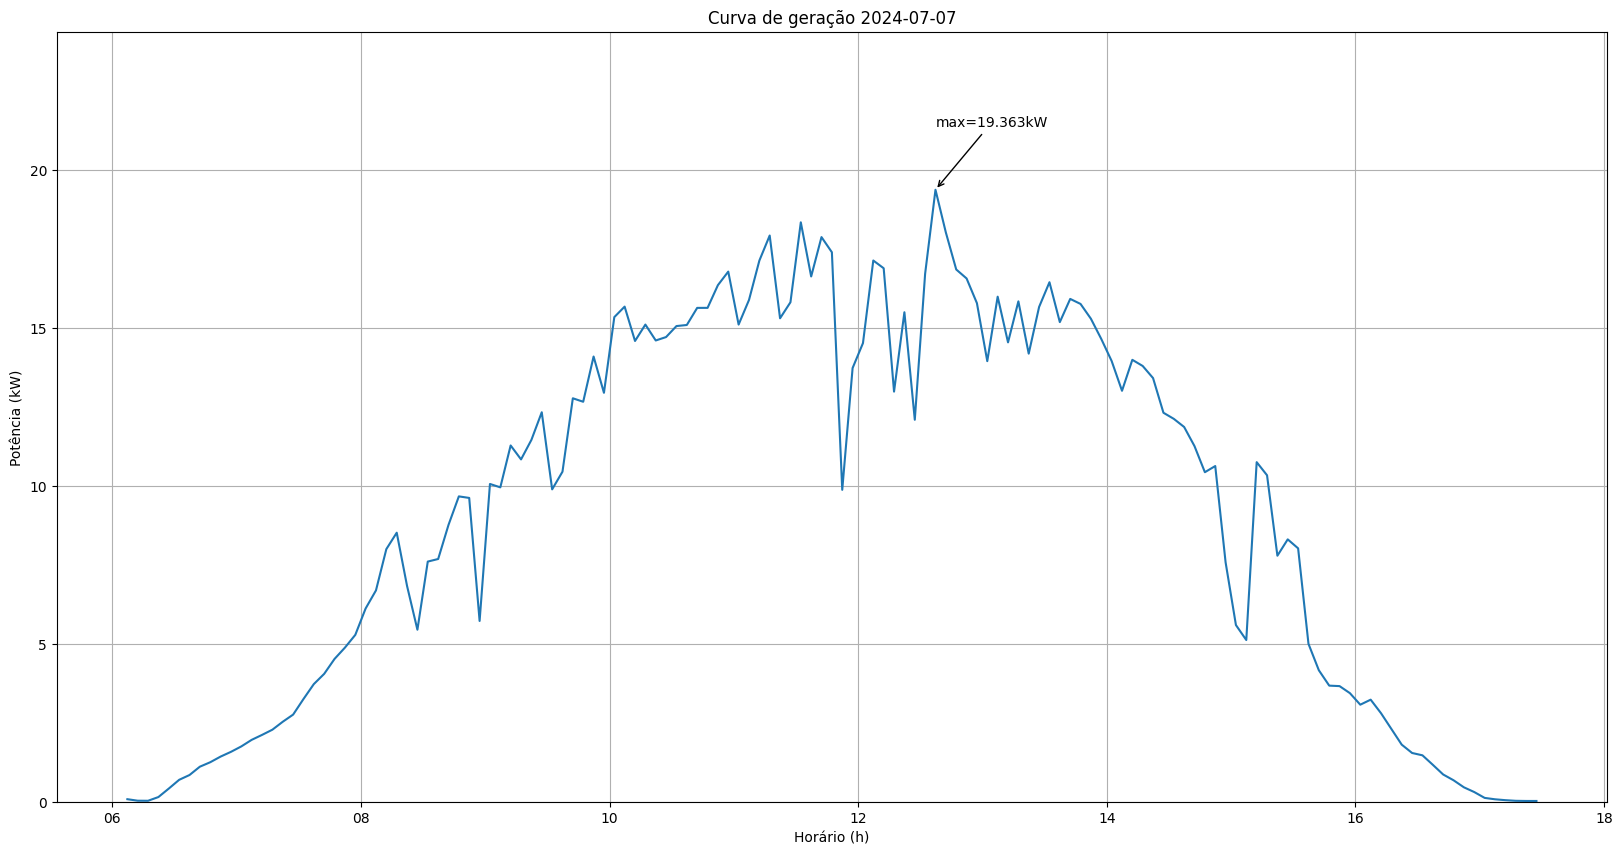 Curva de geração 2024-07-07
max=19.363kW
Potência (kW)
20
15
10
5
0
06 08 10 12 14 16 18
Horário (h)